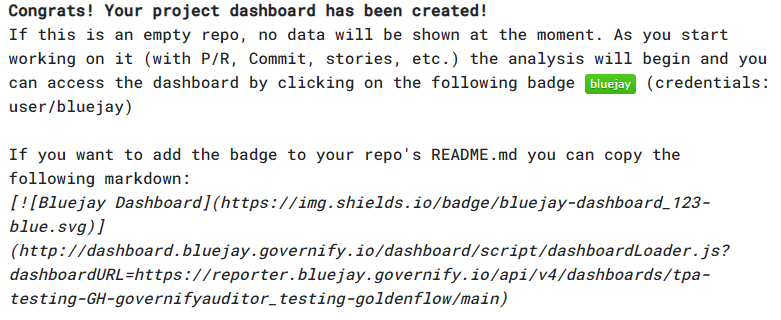 Congrats! Your project dashboard has been created!
If this is an empty repo, no data will be shown at the moment. As you start
working on it (with P/R, Commit, stories, etc.) the analysis will begin and you
can access the dashboard by clicking on the following badge bluejay (credentials:
user/bluejay)
If you want to add the badge to your repo's README.md you can copy the
following markdown:
[![Bluejay Dashboard](https://img.shields.io/badge/bluejay-dashboard_123-
blue.svg)]
(http://dashboard.bluejay.governify.io/dashboard/script/dashboardLoader.js?
dashboardURL=https://reporter.bluejay.governify.io/api/v4/dashboards/tpa-
testing-GH-governifyauditor_testing-goldenflow/main)